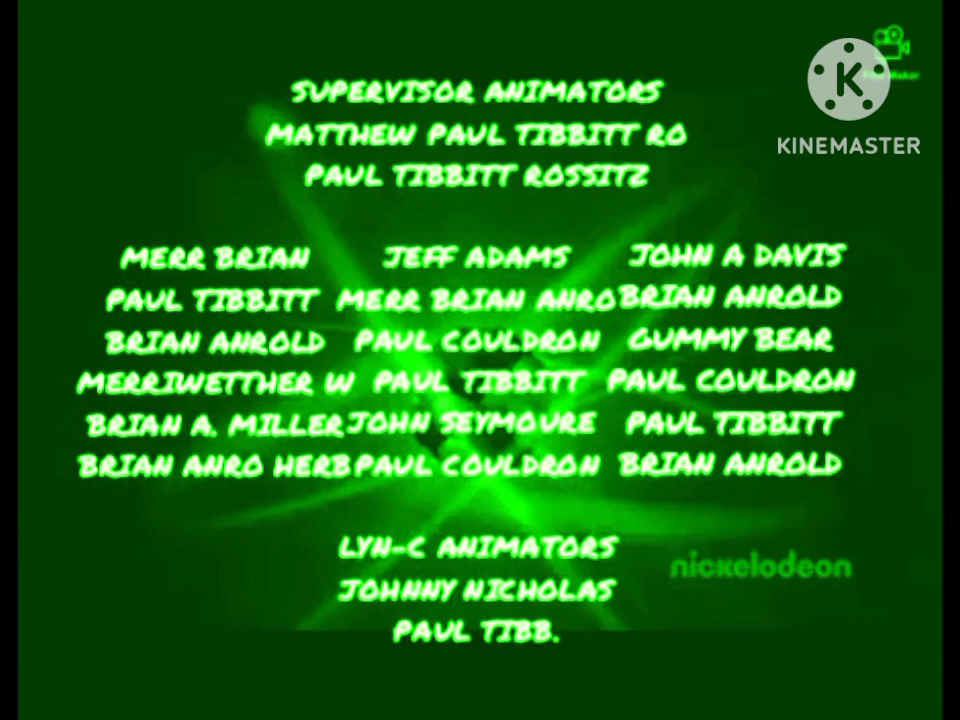 SUPERVISOR ANIMATORS
MATTHEW PAUL TIBBITT RO
PAUL TIBBITT ROSSITZ
KINEMASTER
MERR BRIAN JEFF ADAMS JOHN A DAVIS
PAUL TIBBITT MERR BRIAN ANRO BRIAN ANROLD
BRIAN ANROLD PAUL COULDRON GUMMY BEAR
MERRIWETTHER W PAUL TIBBITT PAUL COULDRON
BRIAN A. MILLER JOHN SEYMOURE PAUL TIBBITT
BRIAN ANRO HERB PAUL COULDRON BRIAN ANROLD
LYN-C ANIMATORS
JOHNNY NICHOLAS
PAUL TIBB.
nickelodeon